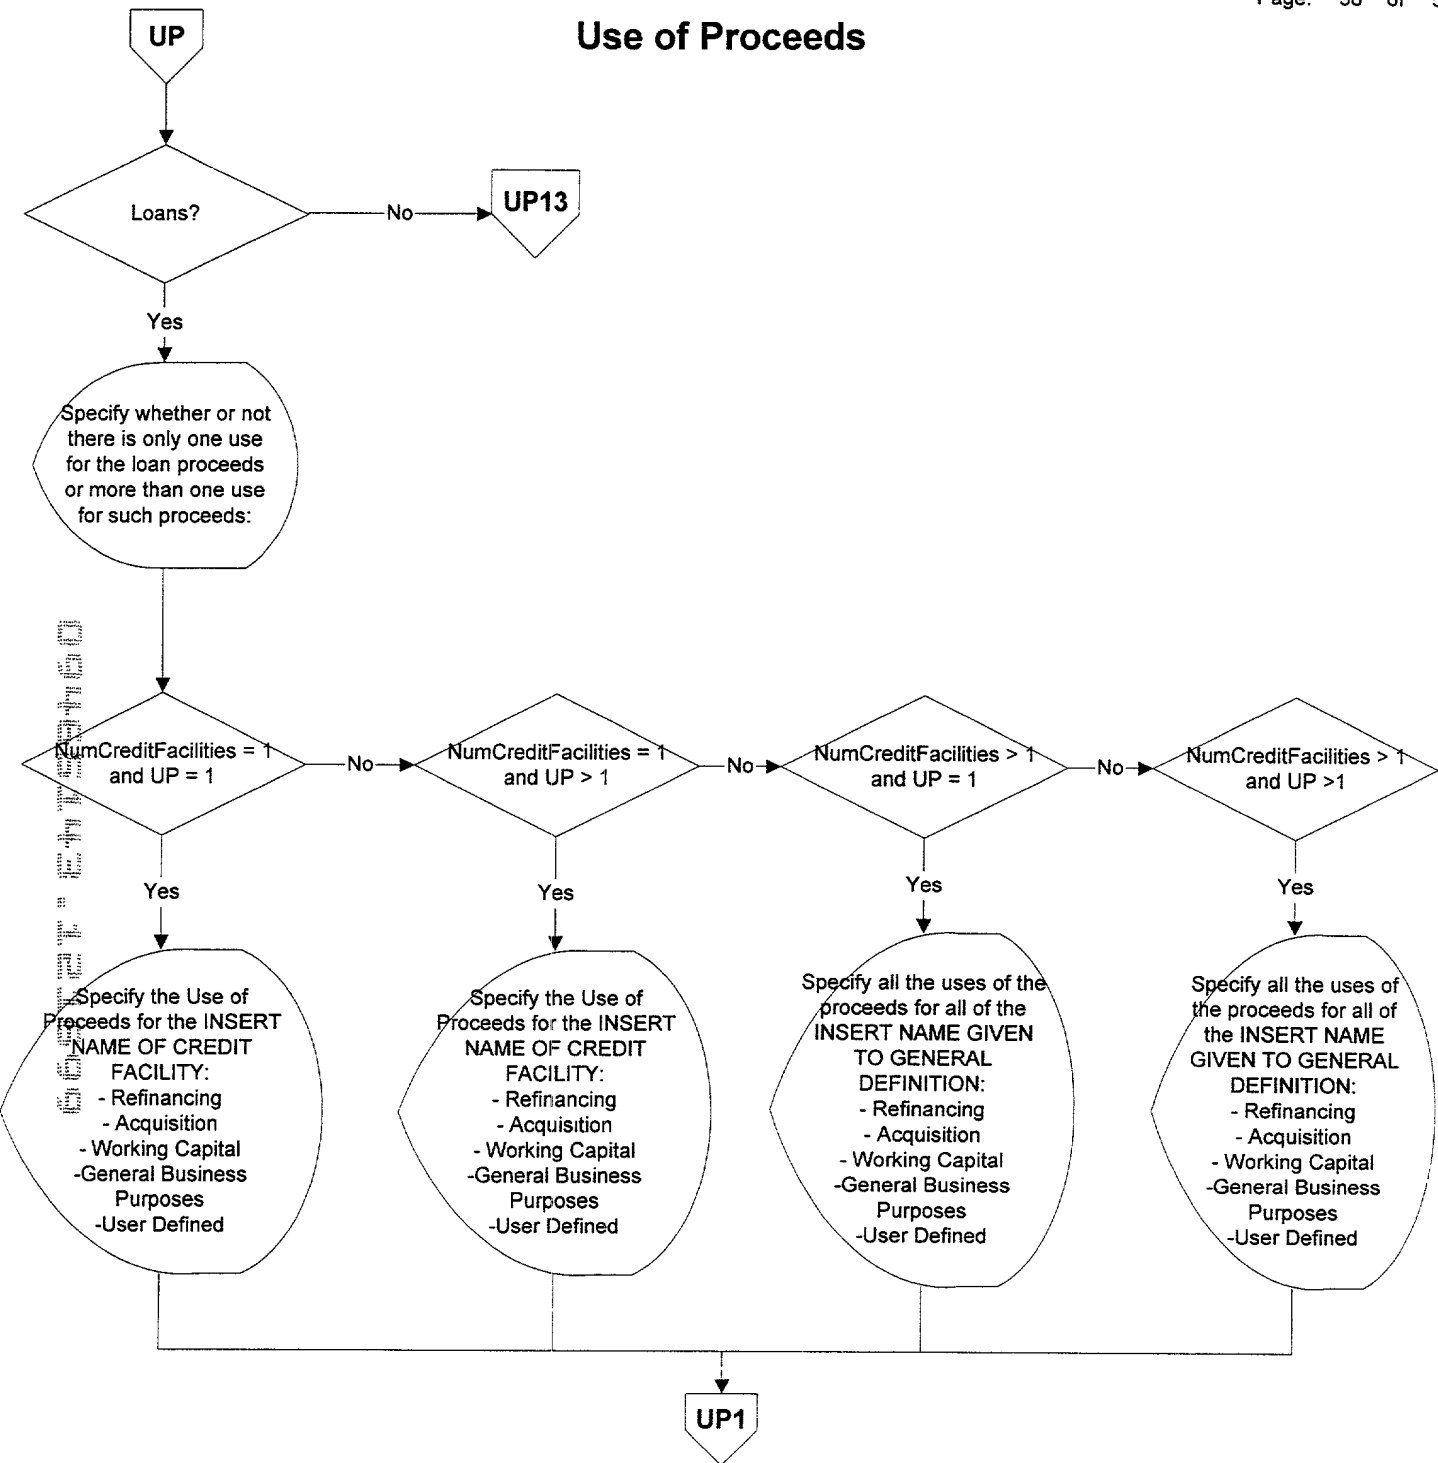 Page: 38 of
UP
Use of Proceeds
Loans?
No
UP13
Yes
Specify whether or not
there is only one use
for the loan proceeds
or more than one use
for such proceeds:
NumCreditFacilities = 1
and UP = 1
No
NumCreditFacilities = 1
and UP > 1
No
NumCreditFacilities > 1
and UP = 1
No
NumCreditFacilities > 1
and UP >1
Yes
Yes
Yes
Yes
Specify the Use of
Proceeds for the INSERT
NAME OF CREDIT
FACILITY:
- Refinancing
- Acquisition
- Working Capital
-General Business
Purposes
-User Defined
Specify the Use of
Proceeds for the INSERT
NAME OF CREDIT
FACILITY:
- Refinancing
- Acquisition
- Working Capital
-General Business
Purposes
-User Defined
Specify all the uses of the
proceeds for all of the
INSERT NAME GIVEN
TO GENERAL
DEFINITION:
- Refinancing
- Acquisition
- Working Capital
-General Business
Purposes
-User Defined
Specify all the uses of
the proceeds for all of
the INSERT NAME
GIVEN TO GENERAL
DEFINITION:
- Refinancing
- Acquisition
- Working Capital
-General Business
Purposes
-User Defined
UP1